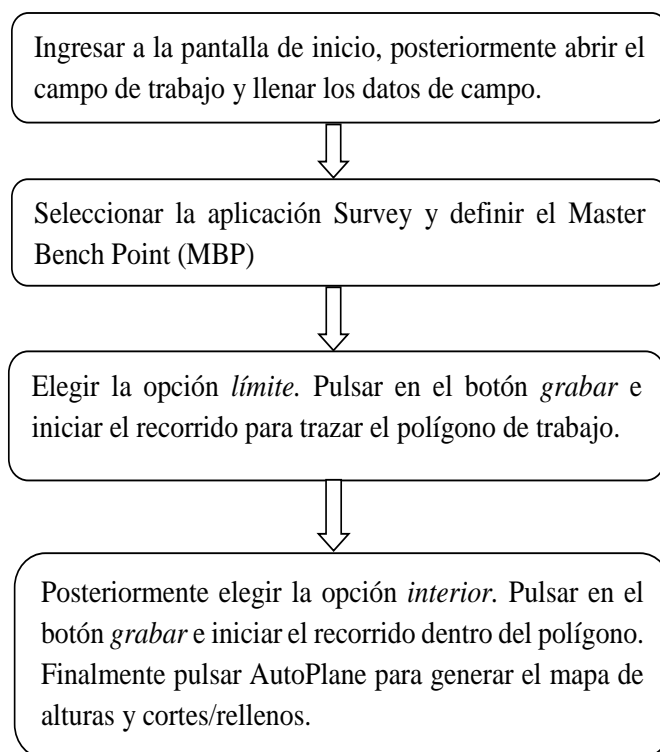 Ingresar a la pantalla de inicio, posteriormente abrir el
campo de trabajo y llenar los datos de campo.
Seleccionar la aplicación Survey y definir el Master
Bench Point (MBP)
Elegir la opción límite. Pulsar en el botón grabar e
iniciar el recorrido para trazar el polígono de trabajo.
Posteriormente elegir la opción interior. Pulsar en el
botón grabar e iniciar el recorrido dentro del polígono.
Finalmente pulsar AutoPlane para generar el mapa de
alturas y cortes/rellenos.